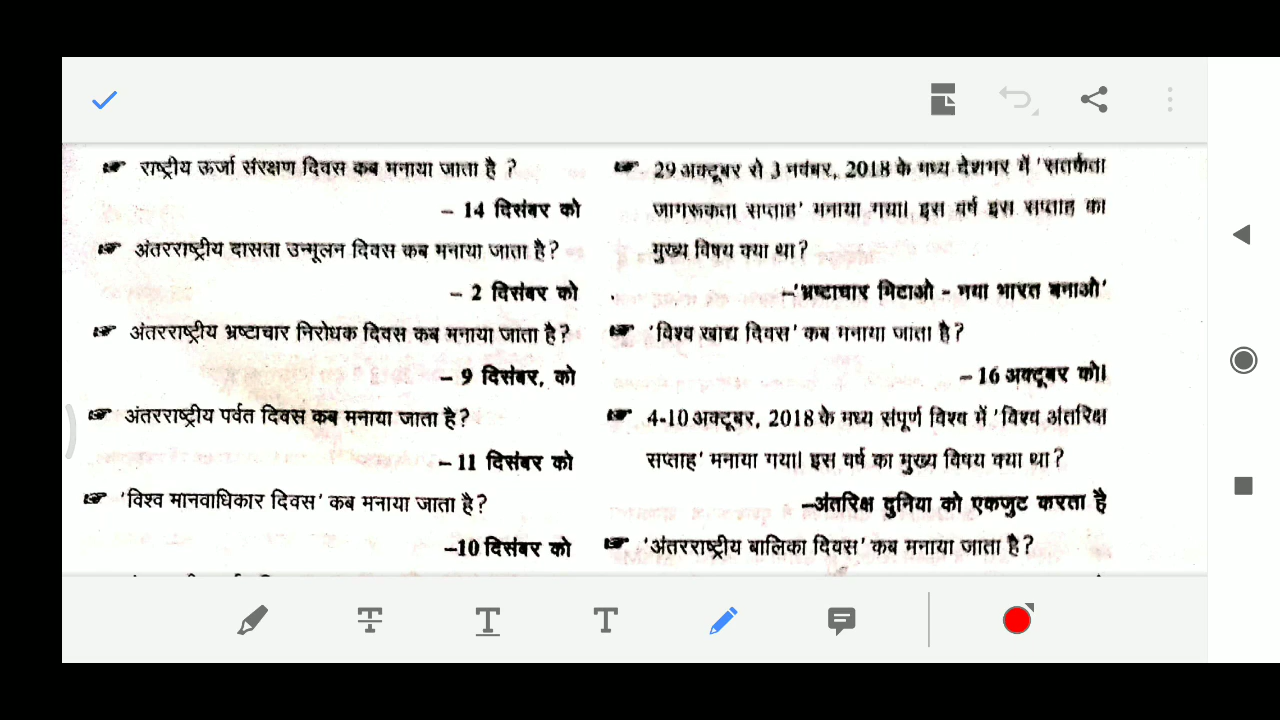 ☞ राष्ट्रीय ऊर्जा संरक्षण दिवस कब मनाया जाता है ?
– 14 दिसंबर को
☞ अंतरराष्ट्रीय दासता उन्मूलन दिवस कब मनाया जाता है?
– 2 दिसंबर को
☞ अंतरराष्ट्रीय भ्रष्टाचार निरोधक दिवस कब मनाया जाता है?
– 9 दिसंबर, को
☞ अंतरराष्ट्रीय पर्वत दिवस कब मनाया जाता है?
– 11 दिसंबर को
☞ 'विश्व मानवाधिकार दिवस' कब मनाया जाता है?
–10 दिसंबर को
☞ 29 अक्टूबर से 3 नवंबर, 2018 के मध्य देशभर में 'सतर्कता
जागरूकता सप्ताह' मनाया गया। इस वर्ष इस सप्ताह का
मुख्य विषय क्या था?
–'भ्रष्टाचार मिटाओ - नया भारत बनाओ'
☞ 'विश्व खाद्य दिवस' कब मनाया जाता है?
– 16 अक्टूबर को।
☞ 4-10 अक्टूबर, 2018 के मध्य संपूर्ण विश्व में 'विश्व अंतरिक्ष
सप्ताह' मनाया गया। इस वर्ष का मुख्य विषय क्या था?
–अंतरिक्ष दुनिया को एकजुट करता है
☞ 'अंतरराष्ट्रीय बालिका दिवस' कब मनाया जाता है?